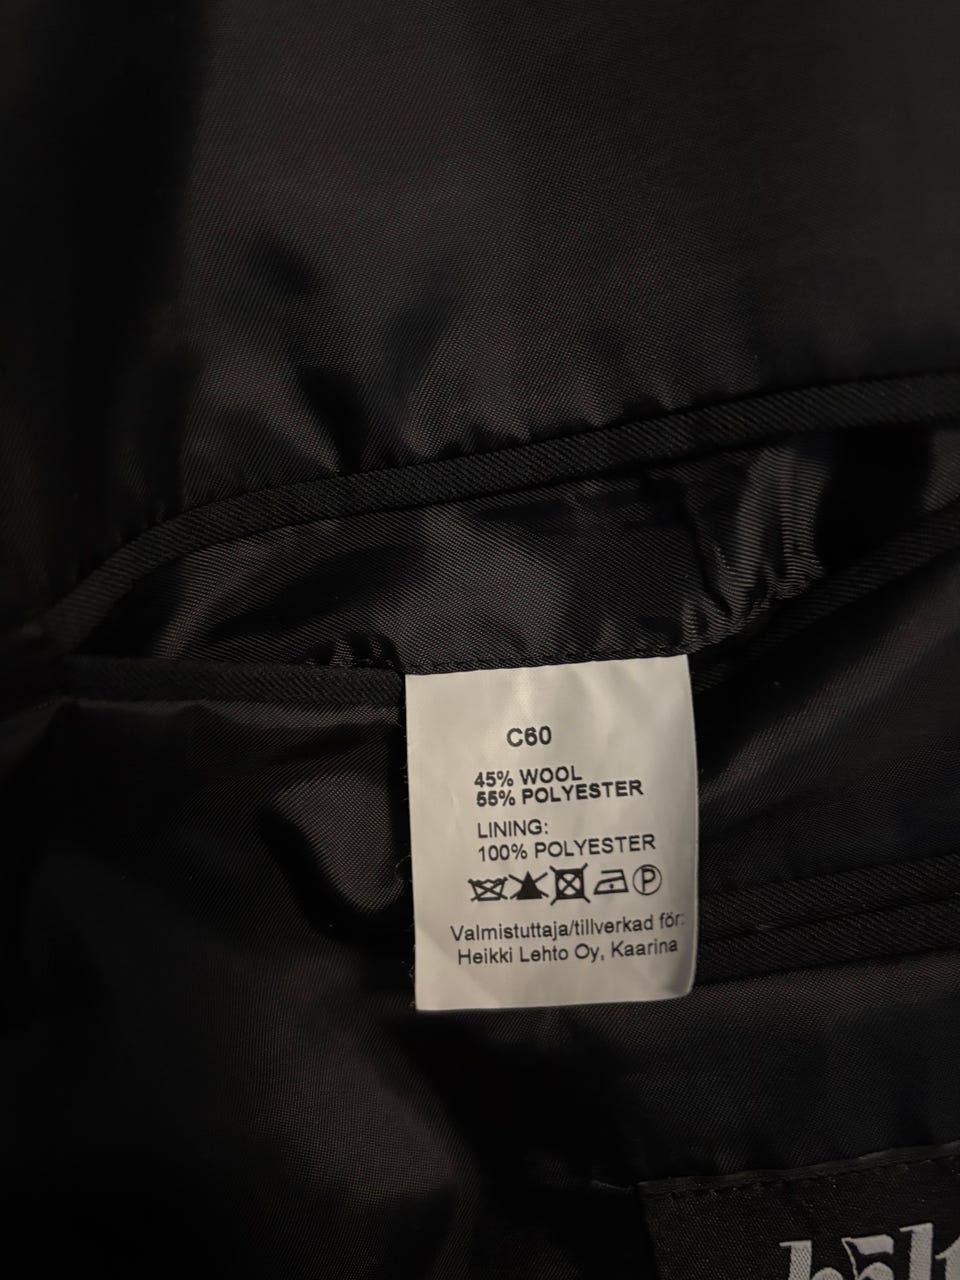 C60
45% WOOL
55% POLYESTER
LINING:
100% POLYESTER
P
Valmistuttaja/tillverkad för:
Heikki Lehto Oy, Kaarina